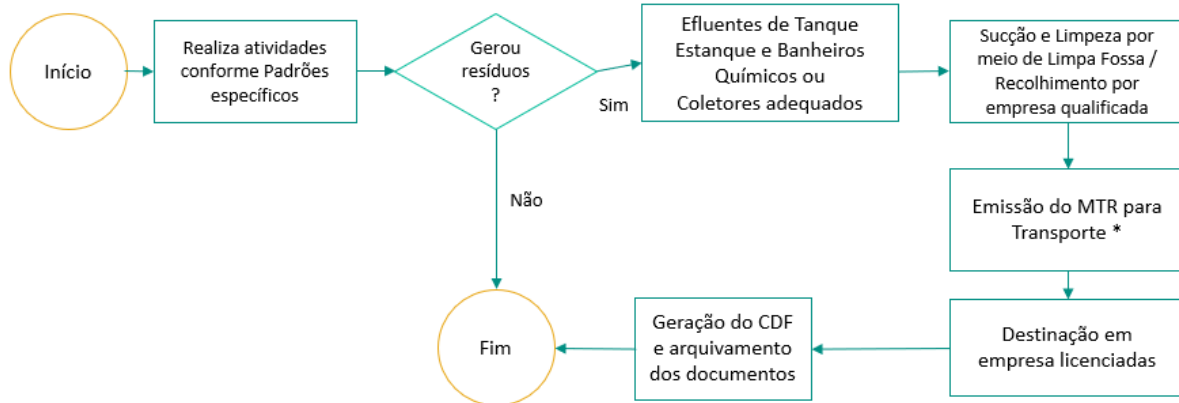 Início
Realiza atividades
conforme Padrões
específicos
Gerou
resíduos
?
Sim
Não
Efluentes de Tanque
Estanque e Banheiros
Químicos ou
Coletores adequados
Sucção e Limpeza por
meio de Limpa Fossa /
Recolhimento por
empresa qualificada
Emissão do MTR para
Transporte *
Destinação em
empresa licenciadas
Geração do CDF
e arquivamento
dos documentos
Fim